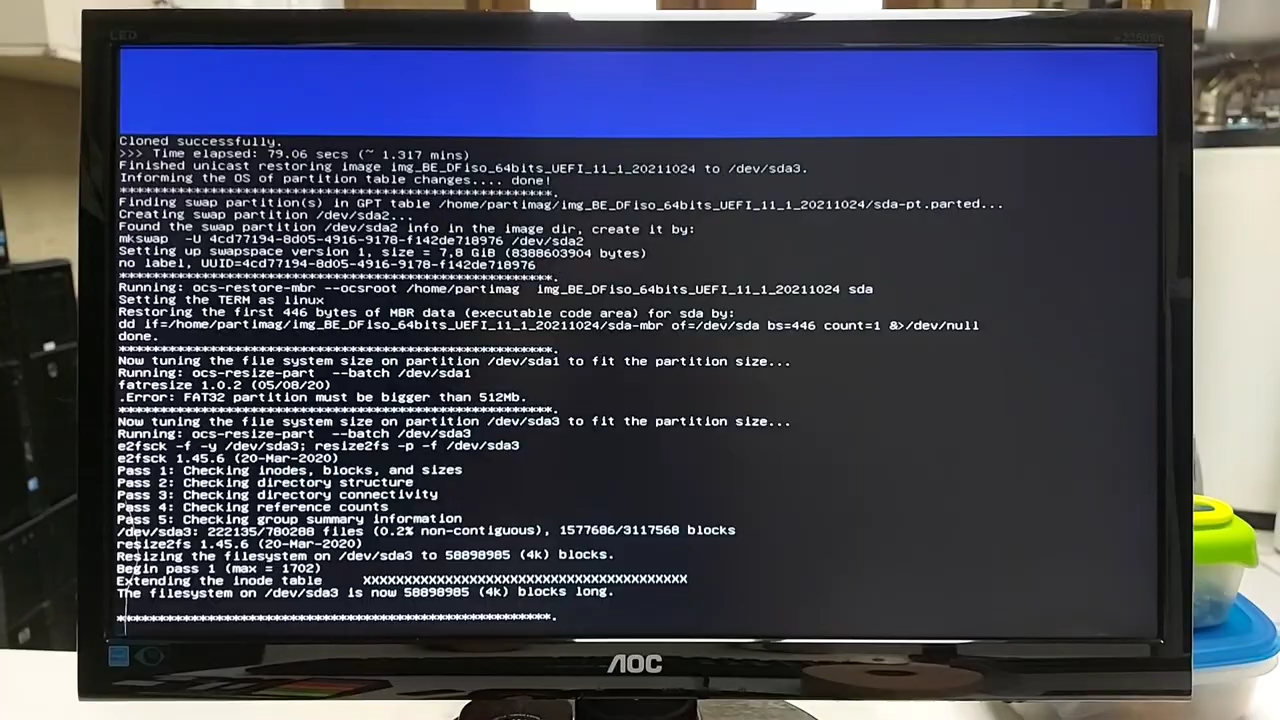 LED
Cloned successfully.
>>> Time elapsed: 79.06 secs (~ 1.317 mins)
Finished unicast restoring image img_BE_DFiso_64bits_UEFI_11_1_20211024 to /dev/sda3.
Informing the OS of partition table changes.... done!
*****************************************************.
Finding swap partition(s) in GPT table /home/partimag/img_BE_DFiso_64bits_UEFI_11_1_20211024/sda-pt.parted...
Creating swap partition /dev/sda2...
Found the swap partition /dev/sda2 info in the image dir, create it by:
mkswap  -U 4cd77194-8d05-4916-9178-f142de718976 /dev/sda2
Setting up swapspace version 1, size = 7,8 GiB (8388603904 bytes)
no label, UUID=4cd77194-8d05-4916-9178-f142de718976
*****************************************************.
Running: ocs-restore-mbr --ocsroot /home/partimag  img_BE_DFiso_64bits_UEFI_11_1_20211024 sda
Setting the TERM as linux
Restoring the first 446 bytes of MBR data (executable code area) for sda by:
dd if=/home/partimag/img_BE_DFiso_64bits_UEFI_11_1_20211024/sda-mbr of=/dev/sda bs=446 count=1 &>/dev/null
done.
*****************************************************.
Now tuning the file system size on partition /dev/sda1 to fit the partition size...
Running: ocs-resize-part  --batch /dev/sda1
fatresize 1.0.2 (05/08/20)
.Error: FAT32 partition must be bigger than 512Mb.
*****************************************************.
Now tuning the file system size on partition /dev/sda3 to fit the partition size...
Running: ocs-resize-part  --batch /dev/sda3
e2fsck -f -y /dev/sda3; resize2fs -p -f /dev/sda3
e2fsck 1.45.6 (20-Mar-2020)
Pass 1: Checking inodes, blocks, and sizes
Pass 2: Checking directory structure
Pass 3: Checking directory connectivity
Pass 4: Checking reference counts
Pass 5: Checking group summary information
/dev/sda3: 222135/780288 files (0.2% non-contiguous), 1577686/3117568 blocks
resize2fs 1.45.6 (20-Mar-2020)
Resizing the filesystem on /dev/sda3 to 58898985 (4k) blocks.
Begin pass 1 (max = 1702)
Extending the inode table     XXXXXXXXXXXXXXXXXXXXXXXXXXXXXXXXXXXXXXXX
The filesystem on /dev/sda3 is now 58898985 (4k) blocks long.
*****************************************************.
AOC